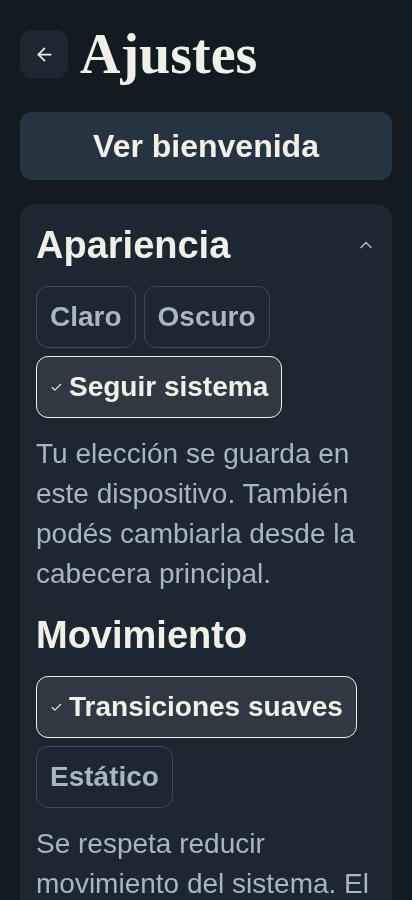 Ajustes
Ver bienvenida
Apariencia
Claro
Oscuro
Seguir sistema
Tu elección se guarda en
este dispositivo. También
podés cambiarla desde la
cabecera principal.
Movimiento
Transiciones suaves
Estático
Se respeta reducir
movimiento del sistema. El